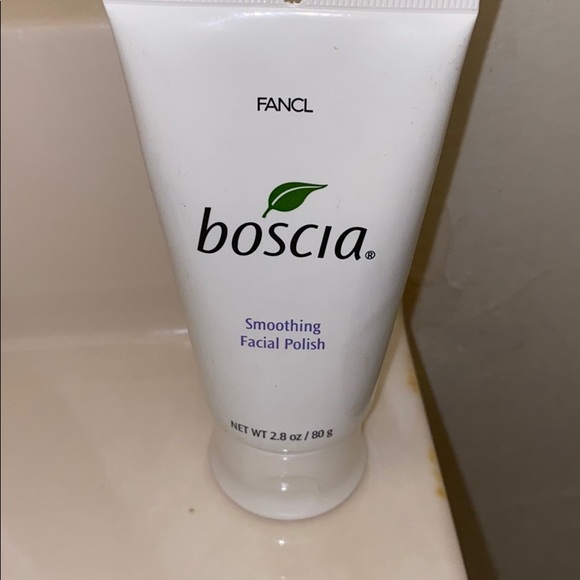 FANCL
boscia®
Smoothing
Facial Polish
NET WT 2.8 oz / 80 g